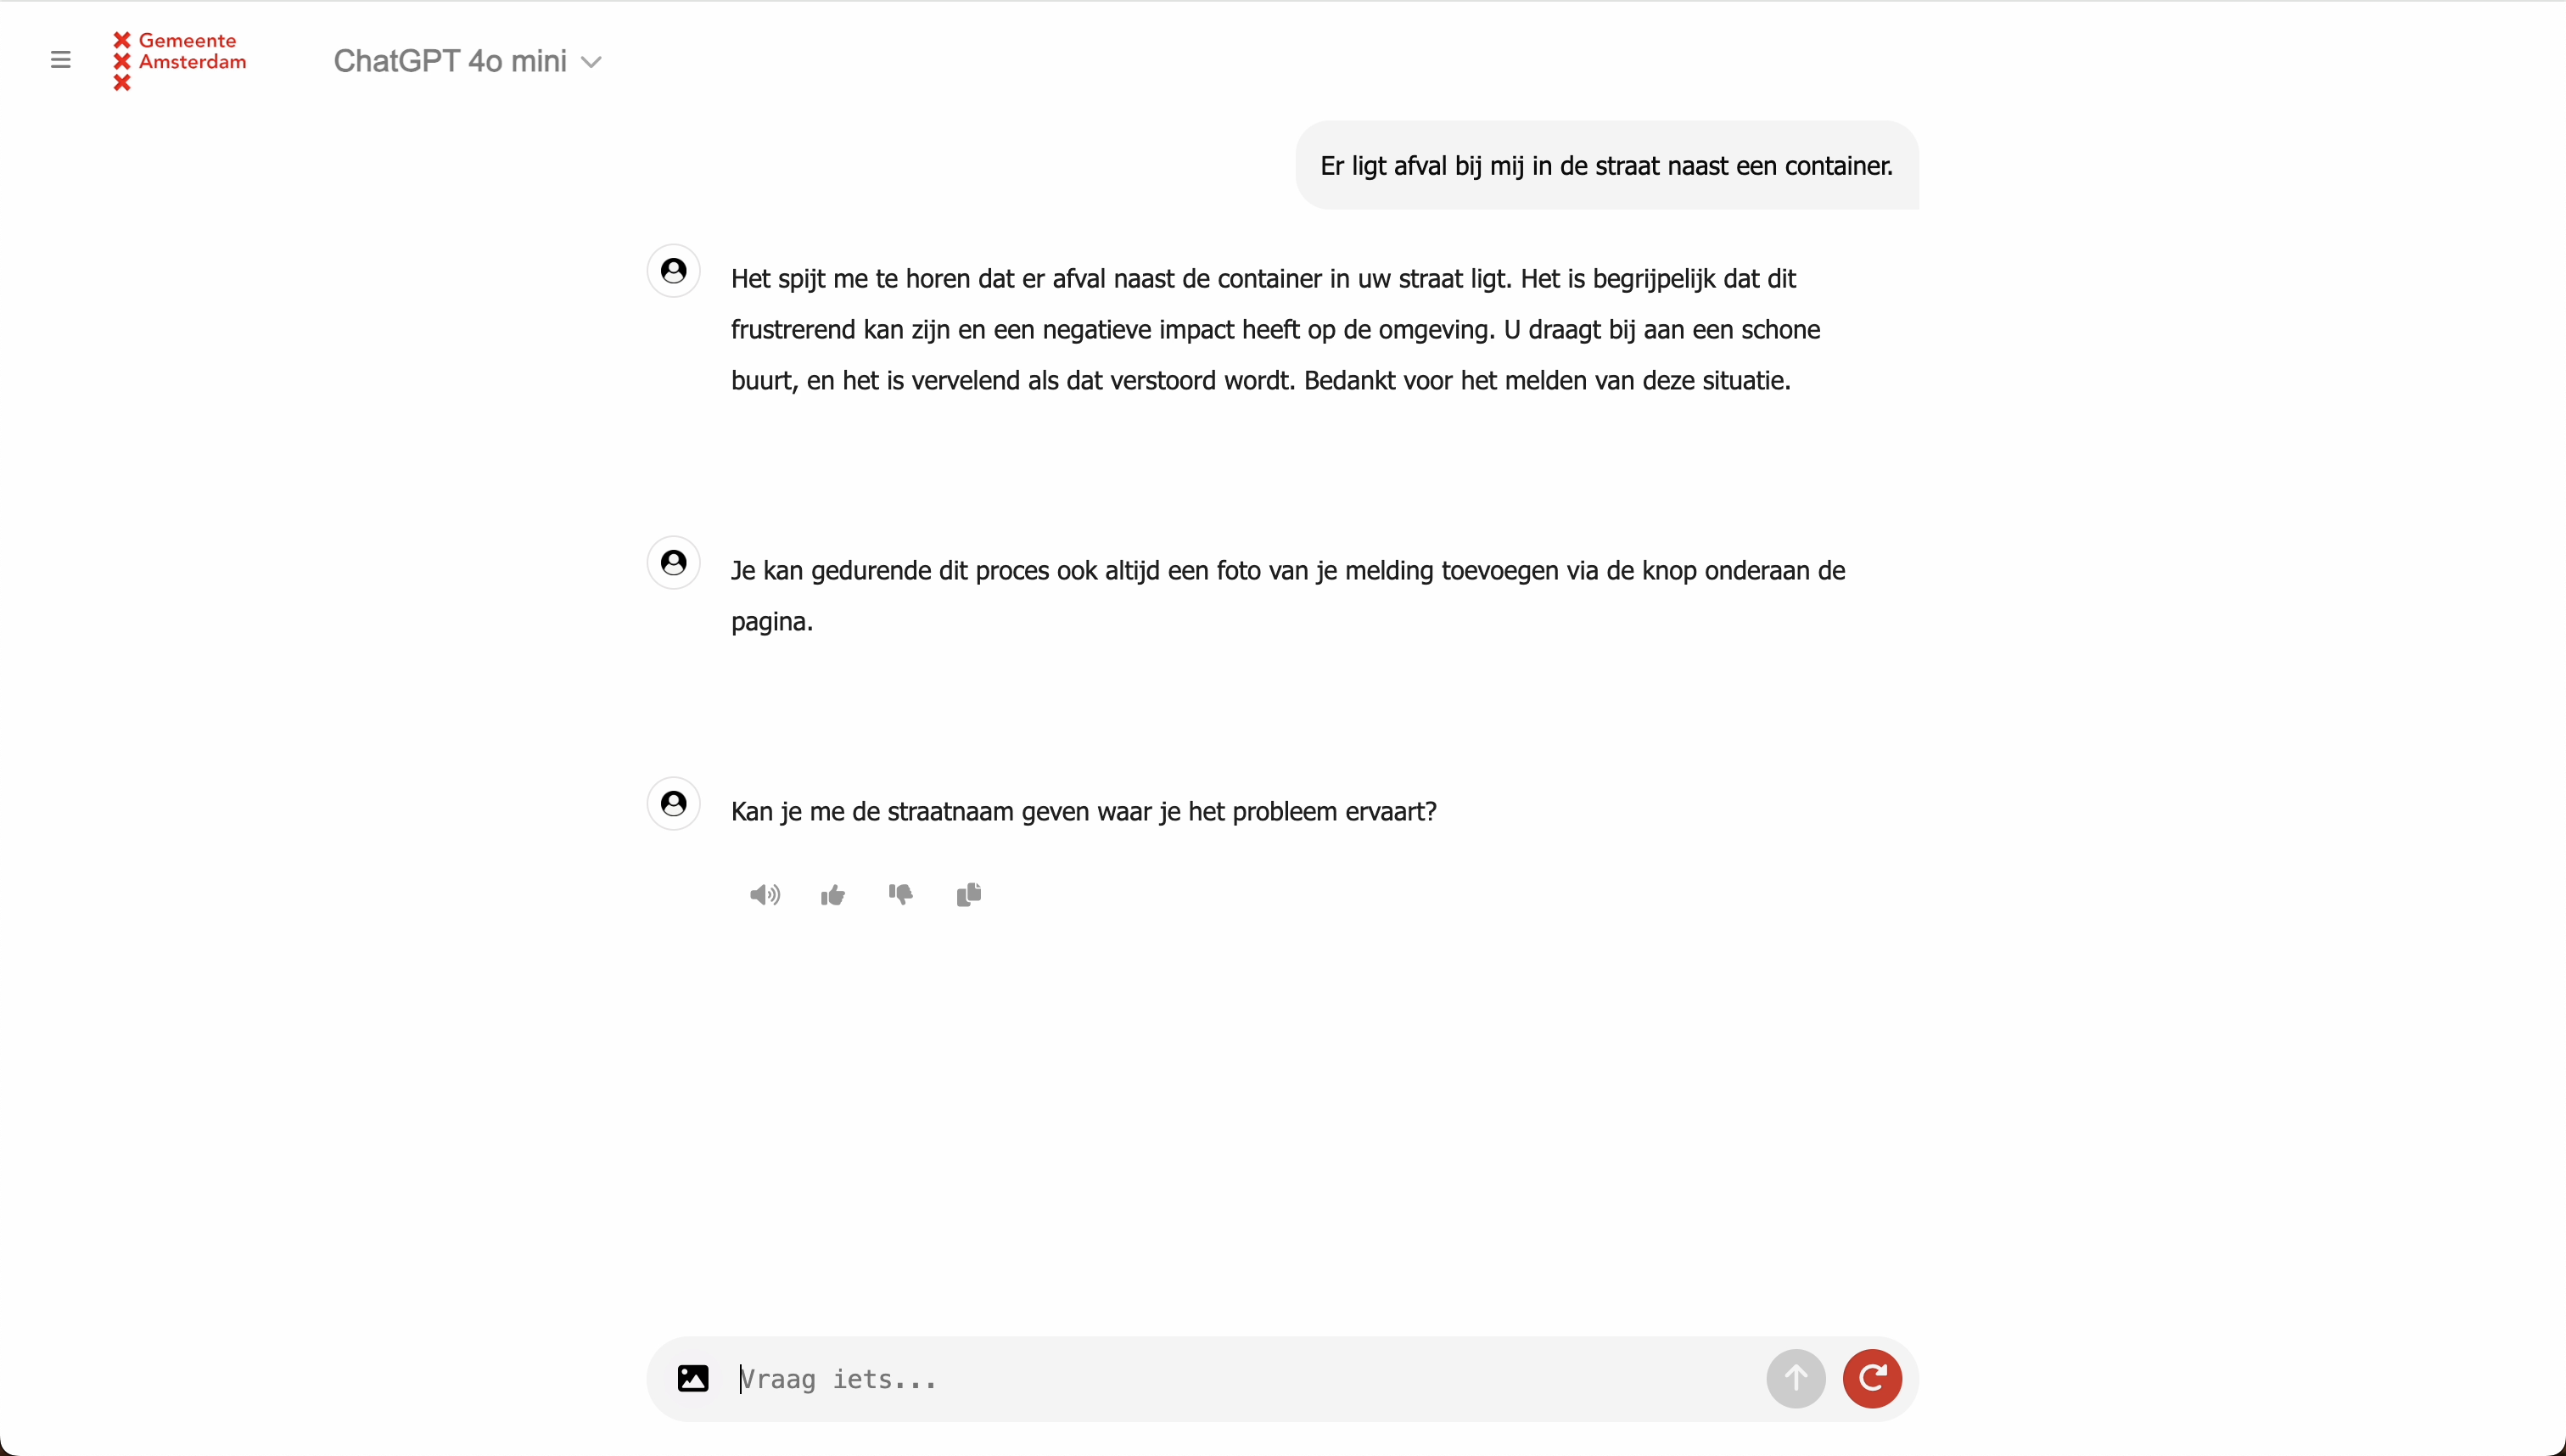 Gemeente
Amsterdam
ChatGPT 4o mini
Er ligt afval bij mij in de straat naast een container.
Het spijt me te horen dat er afval naast de container in uw straat ligt. Het is begrijpelijk dat dit
frustrerend kan zijn en een negatieve impact heeft op de omgeving. U draagt bij aan een schone
buurt, en het is vervelend als dat verstoord wordt. Bedankt voor het melden van deze situatie.
Je kan gedurende dit proces ook altijd een foto van je melding toevoegen via de knop onderaan de
pagina.
Kan je me de straatnaam geven waar je het probleem ervaart?
Vraag iets...